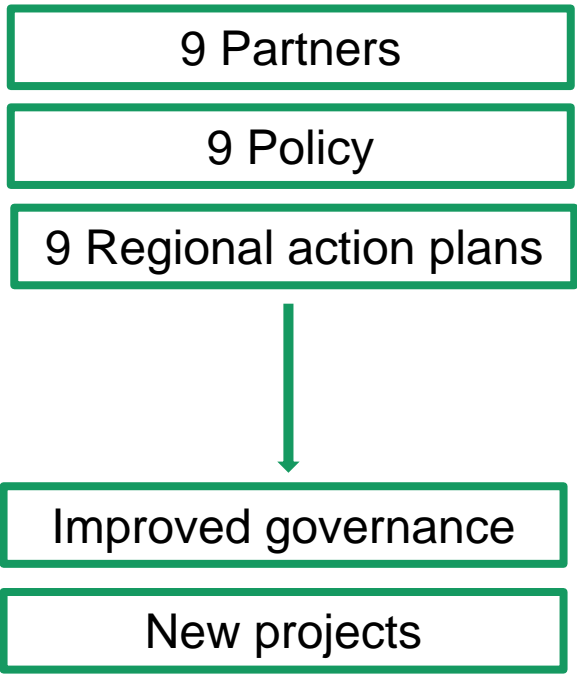 9 Partners
9 Policy
9 Regional action plans
Improved governance
New projects